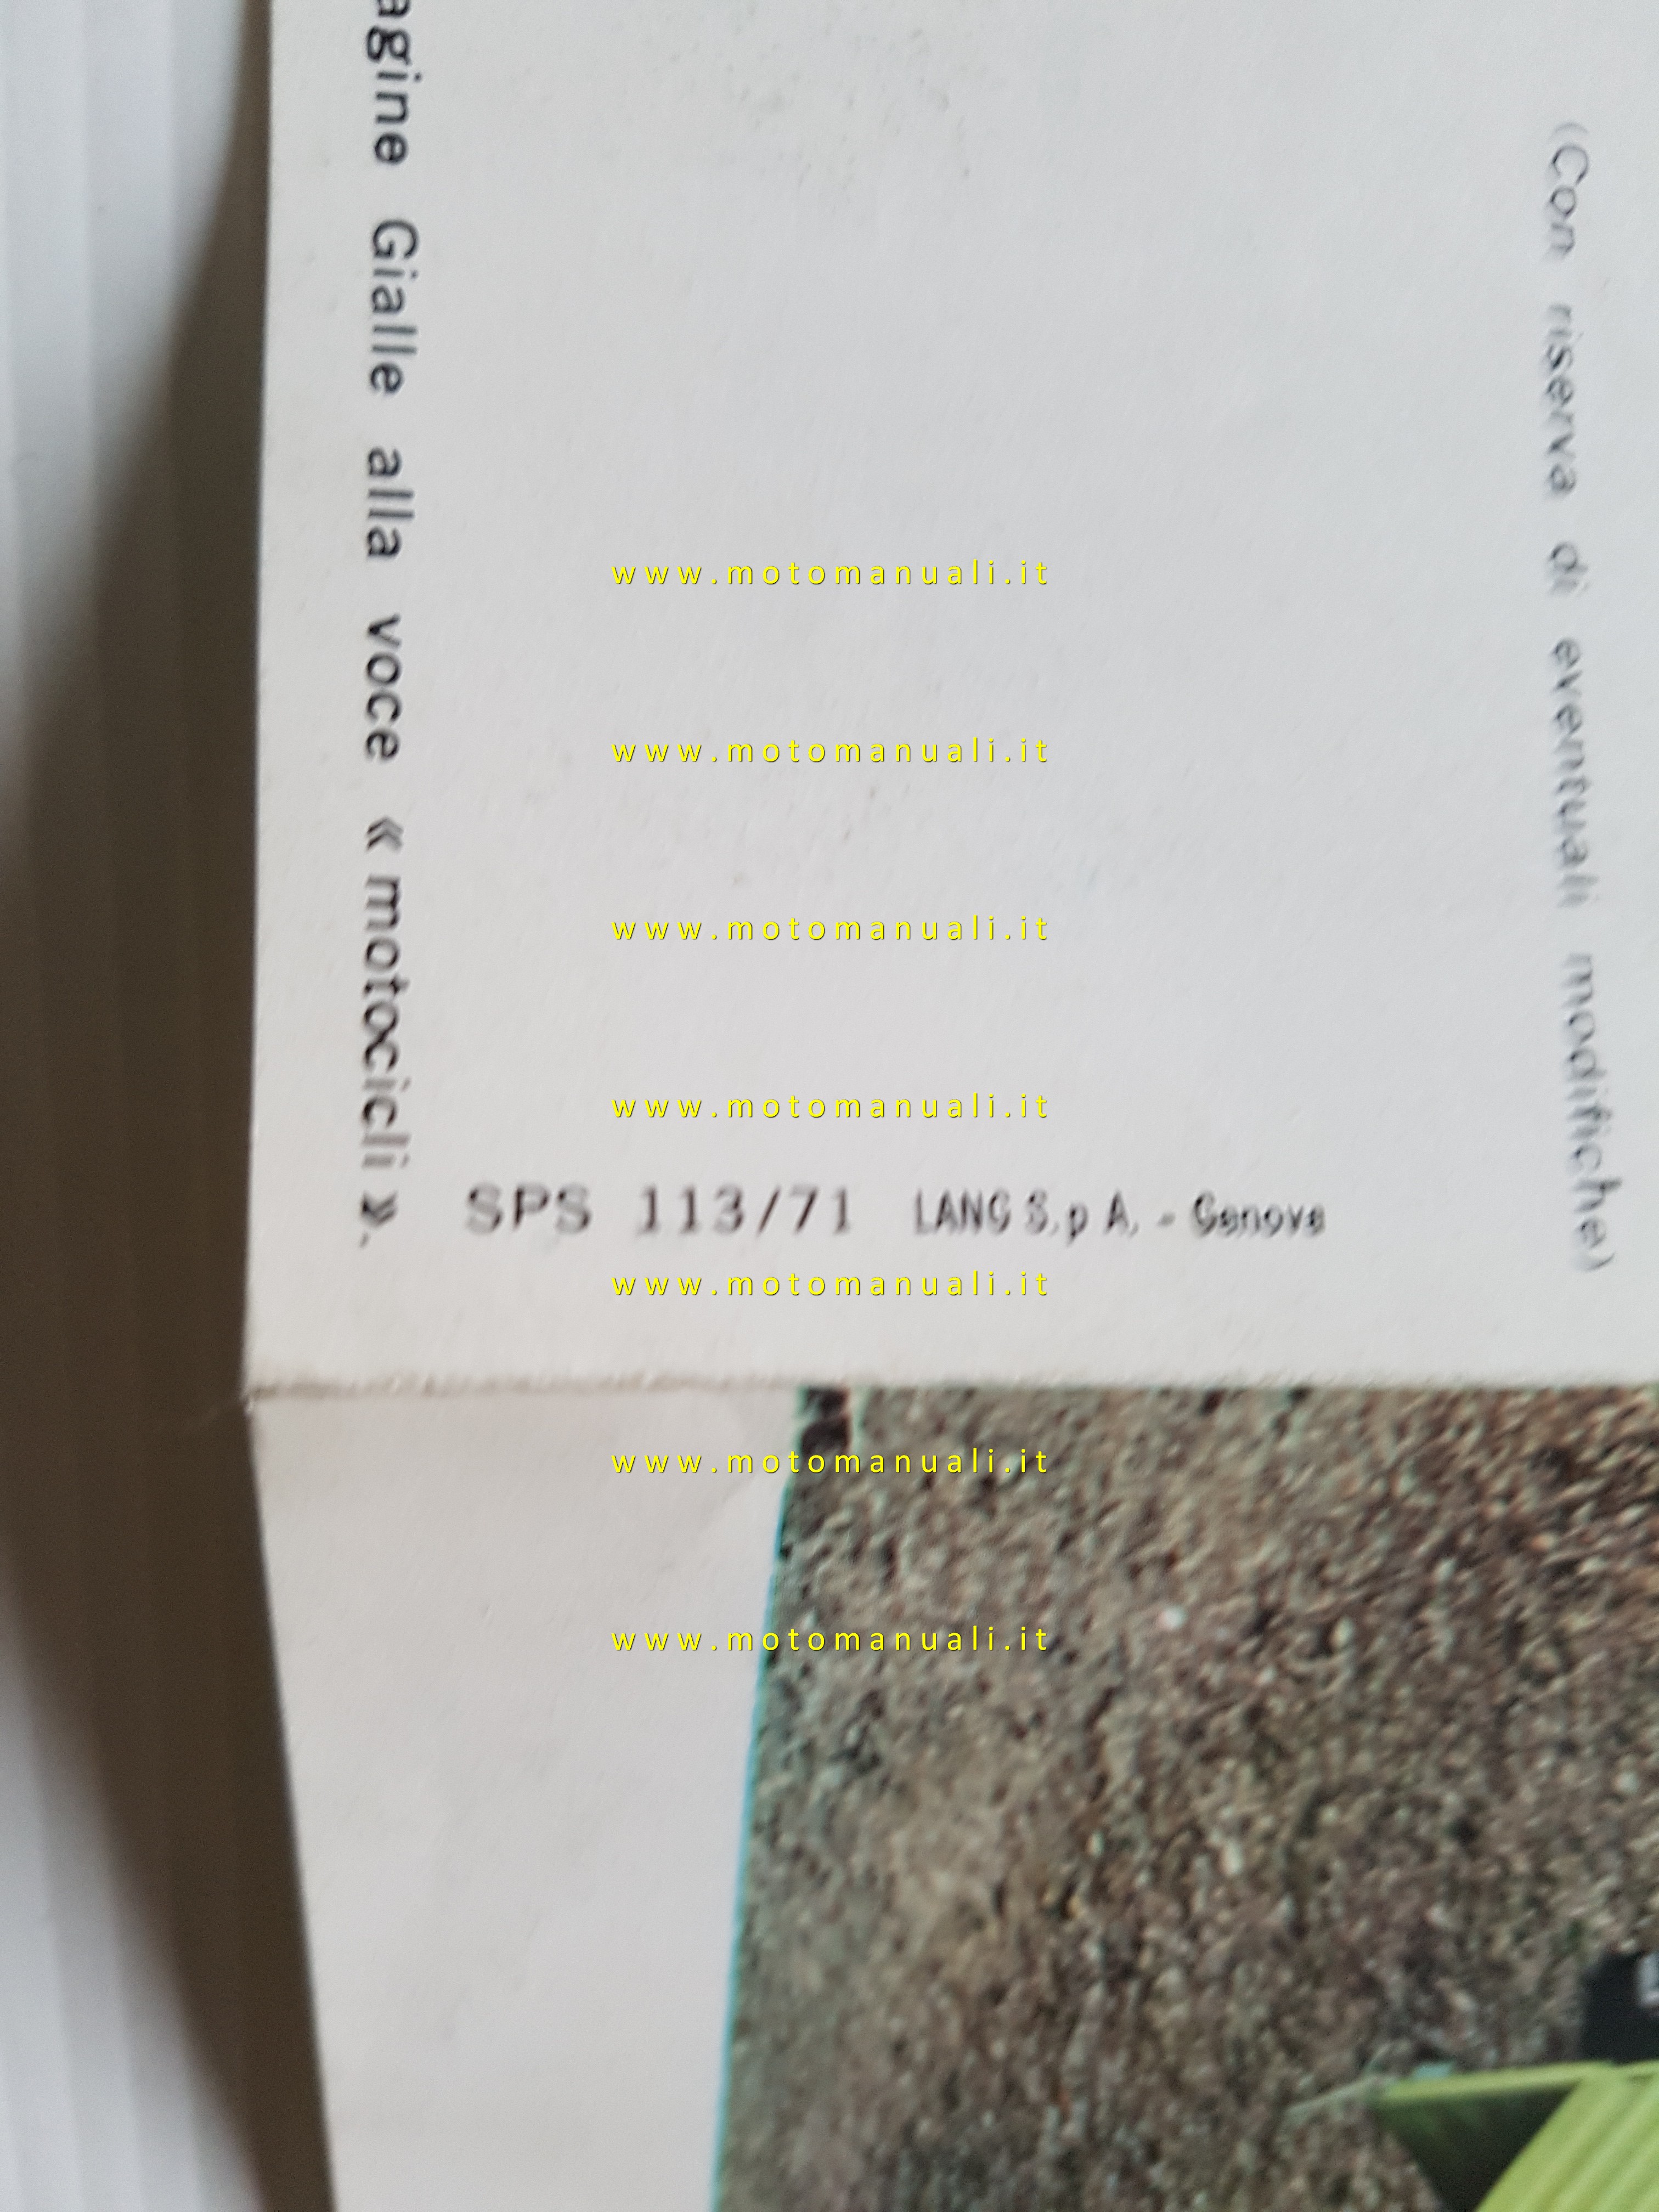 agine Gialle alla voce « motocicli ».
(Con riserva di eventuali modifiche)
SPS 113/71 LANG S.p A. - Genova
www.motomanuali.it
www.motomanuali.it
www.motomanuali.it
www.motomanuali.it
www.motomanuali.it
www.motomanuali.it
www.motomanuali.it